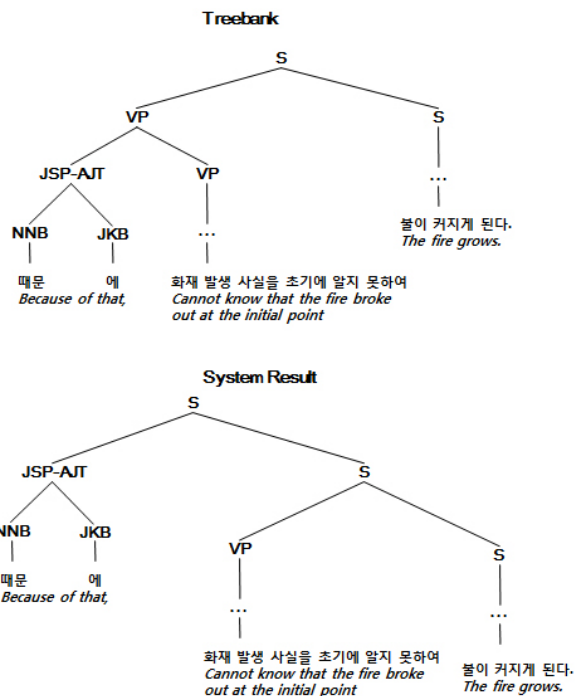 Treebank
S
VP S
JSP-AJT VP ...
NNB JKB ... 불이 커지게 된다.
The fire grows.
때문 에 화재 발생 사실을 초기에 알지 못하여
Because of that, Cannot know that the fire broke
out at the initial point
System Result
S
JSP-AJT S
NNB JKB VP S
때문 에 ... ...
Because of that,
화재 발생 사실을 초기에 알지 못하여 불이 커지게 된다.
Cannot know that the fire broke The fire grows.
out at the initial point